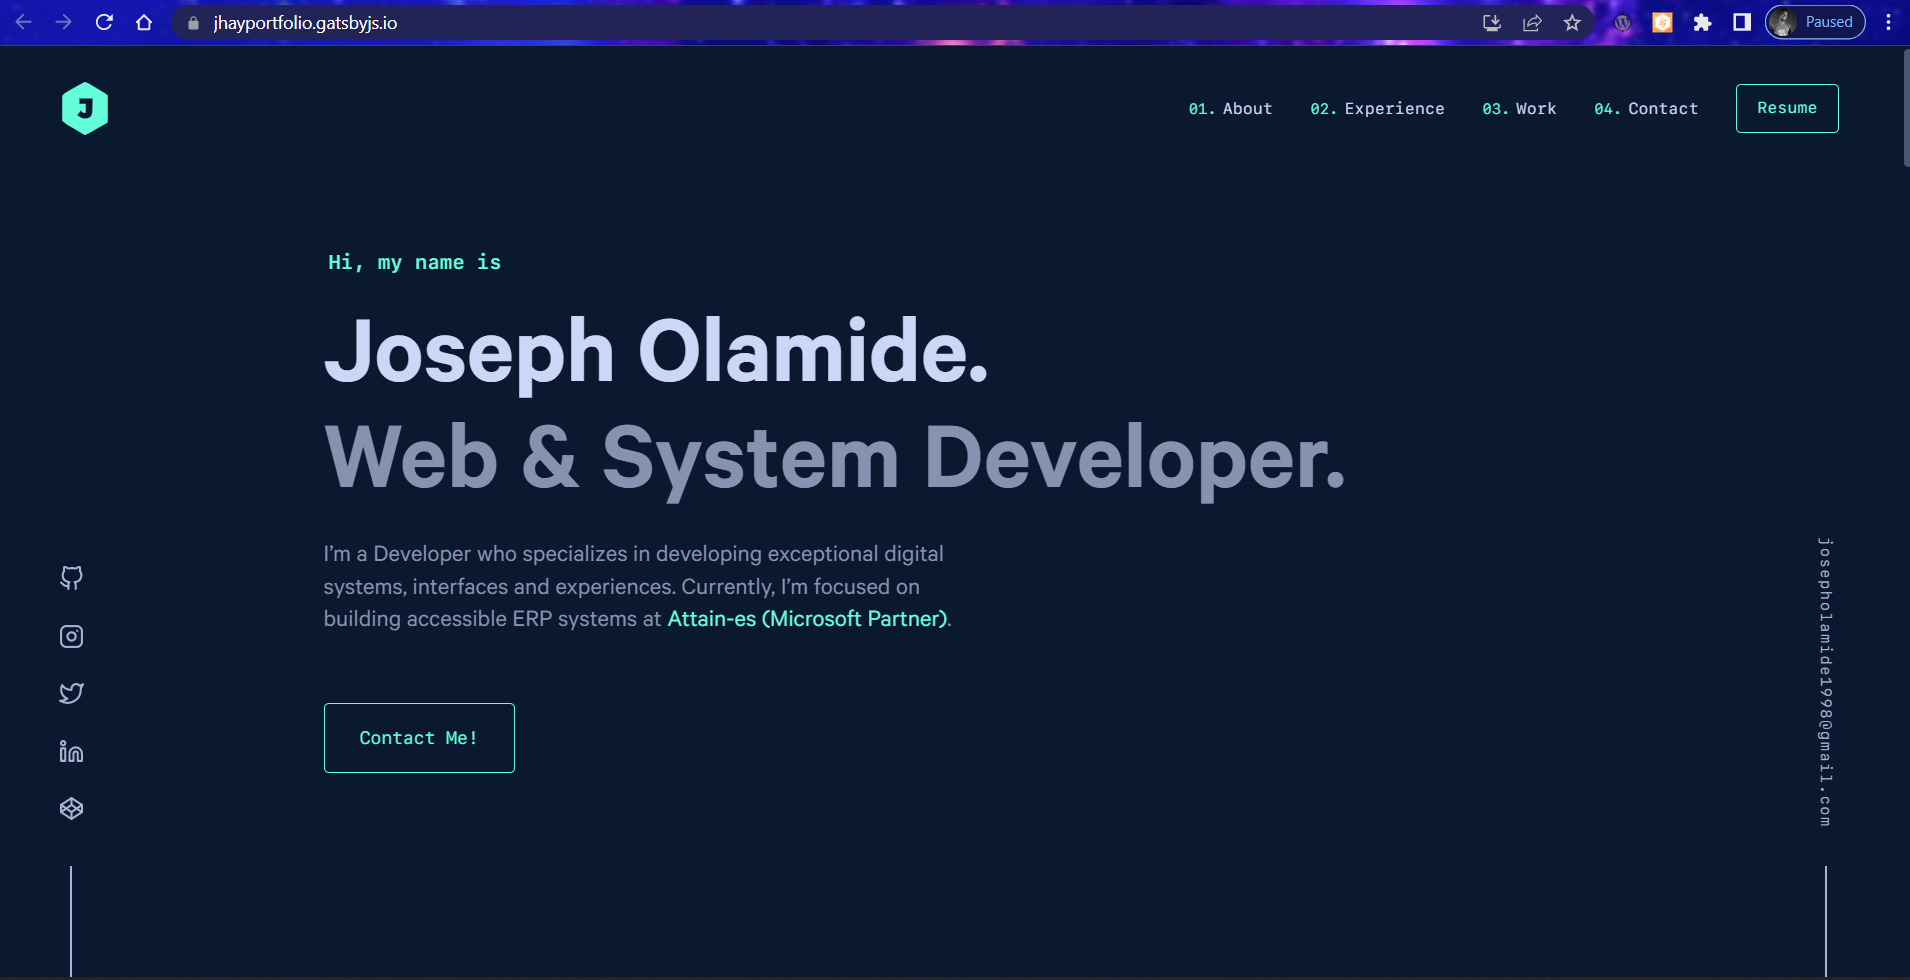 jhayportfolio.gatsbyjs.io
Paused
J
01. About
02. Experience
03. Work
04. Contact
Resume
Hi, my name is
Joseph Olamide.
Web & System Developer.
I’m a Developer who specializes in developing exceptional digital
systems, interfaces and experiences. Currently, I’m focused on
building accessible ERP systems at Attain-es (Microsoft Partner).
Contact Me!
josepholamide1998@gmail.com